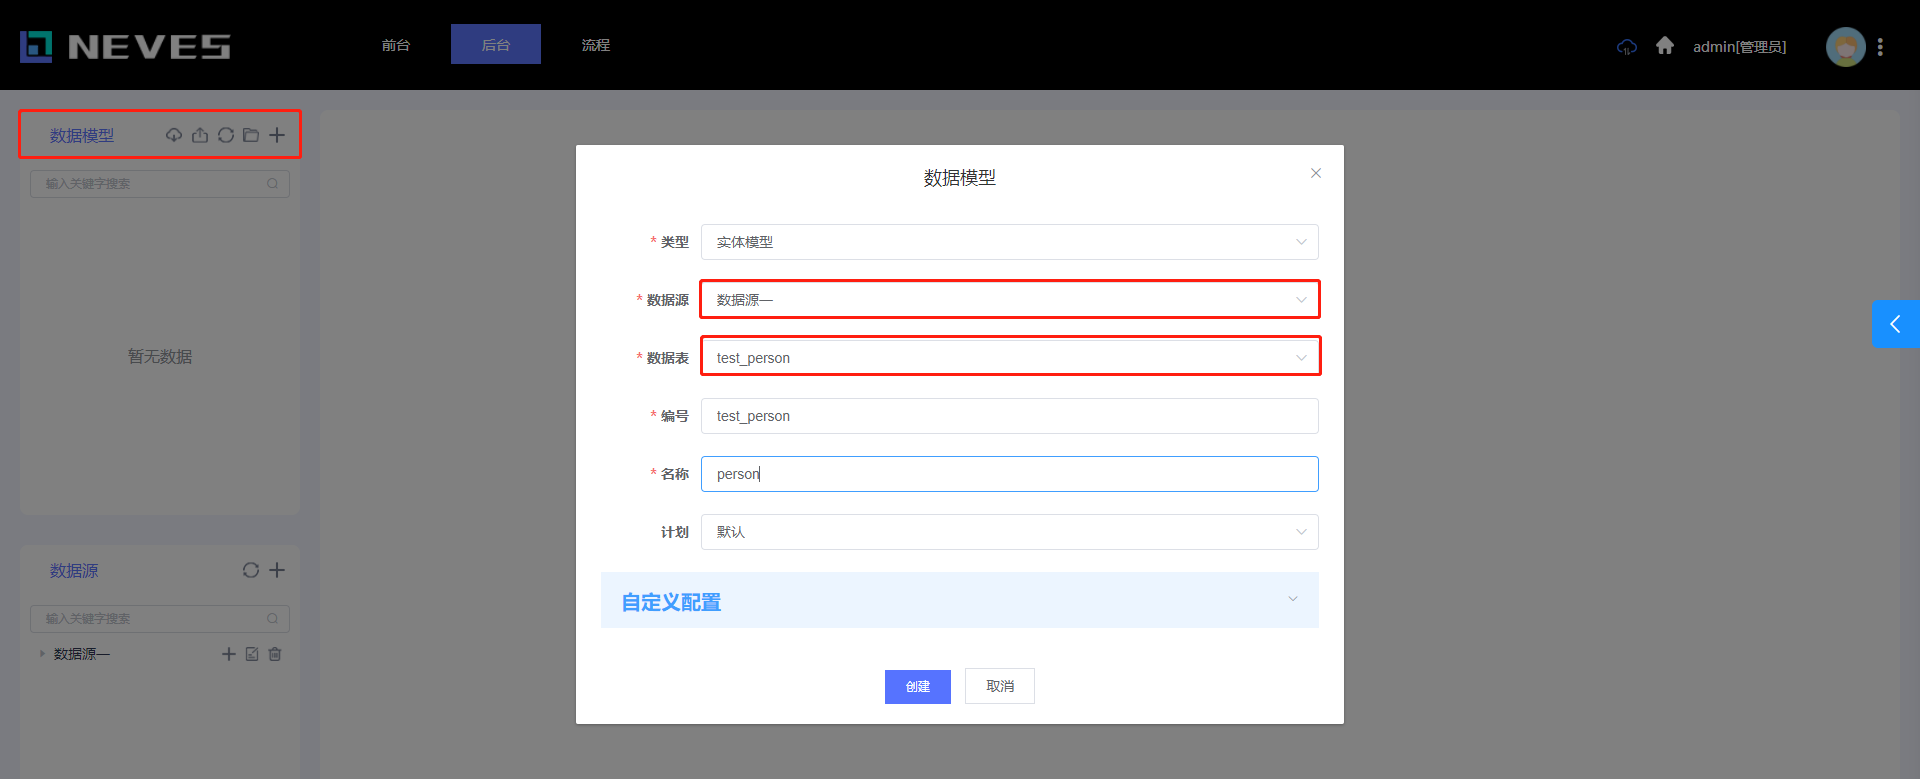 NEVES
前台
后台
流程
admin[管理员]
数据模型
输入关键字搜索
暂无数据
数据源
输入关键字搜索
数据源一
数据模型
* 类型
实体模型
* 数据源
数据源一
* 数据表
test_person
* 编号
test_person
* 名称
person
计划
默认
自定义配置
创建
取消